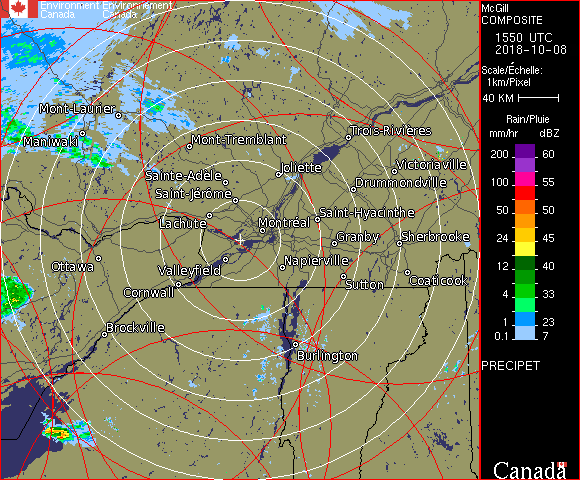 Environment Environnement
Canada Canada
McGill
COMPOSITE
1550 UTC
2018-10-08
Scale/Échelle:
1km/Pixel
40 KM
Rain/Pluie
mm/hr dBZ
200 60
155 57
100 55
50 50
24 45
12 40
4 33
1 23
0.1 7
PRECIPET
Canada
Mont-Laurier
Maniwaki
Mont-Tremblant
Trois-Rivières
Joliette
Victoriaville
Sainte-Adèle
Drummondville
Saint-Jérôme
Lachute
Montréal
Saint-Hyacinthe
Granby
Sherbrooke
Ottawa
Valleyfield
Napierville
Cornwall
Sutton
Coaticook
Brockville
Burlington